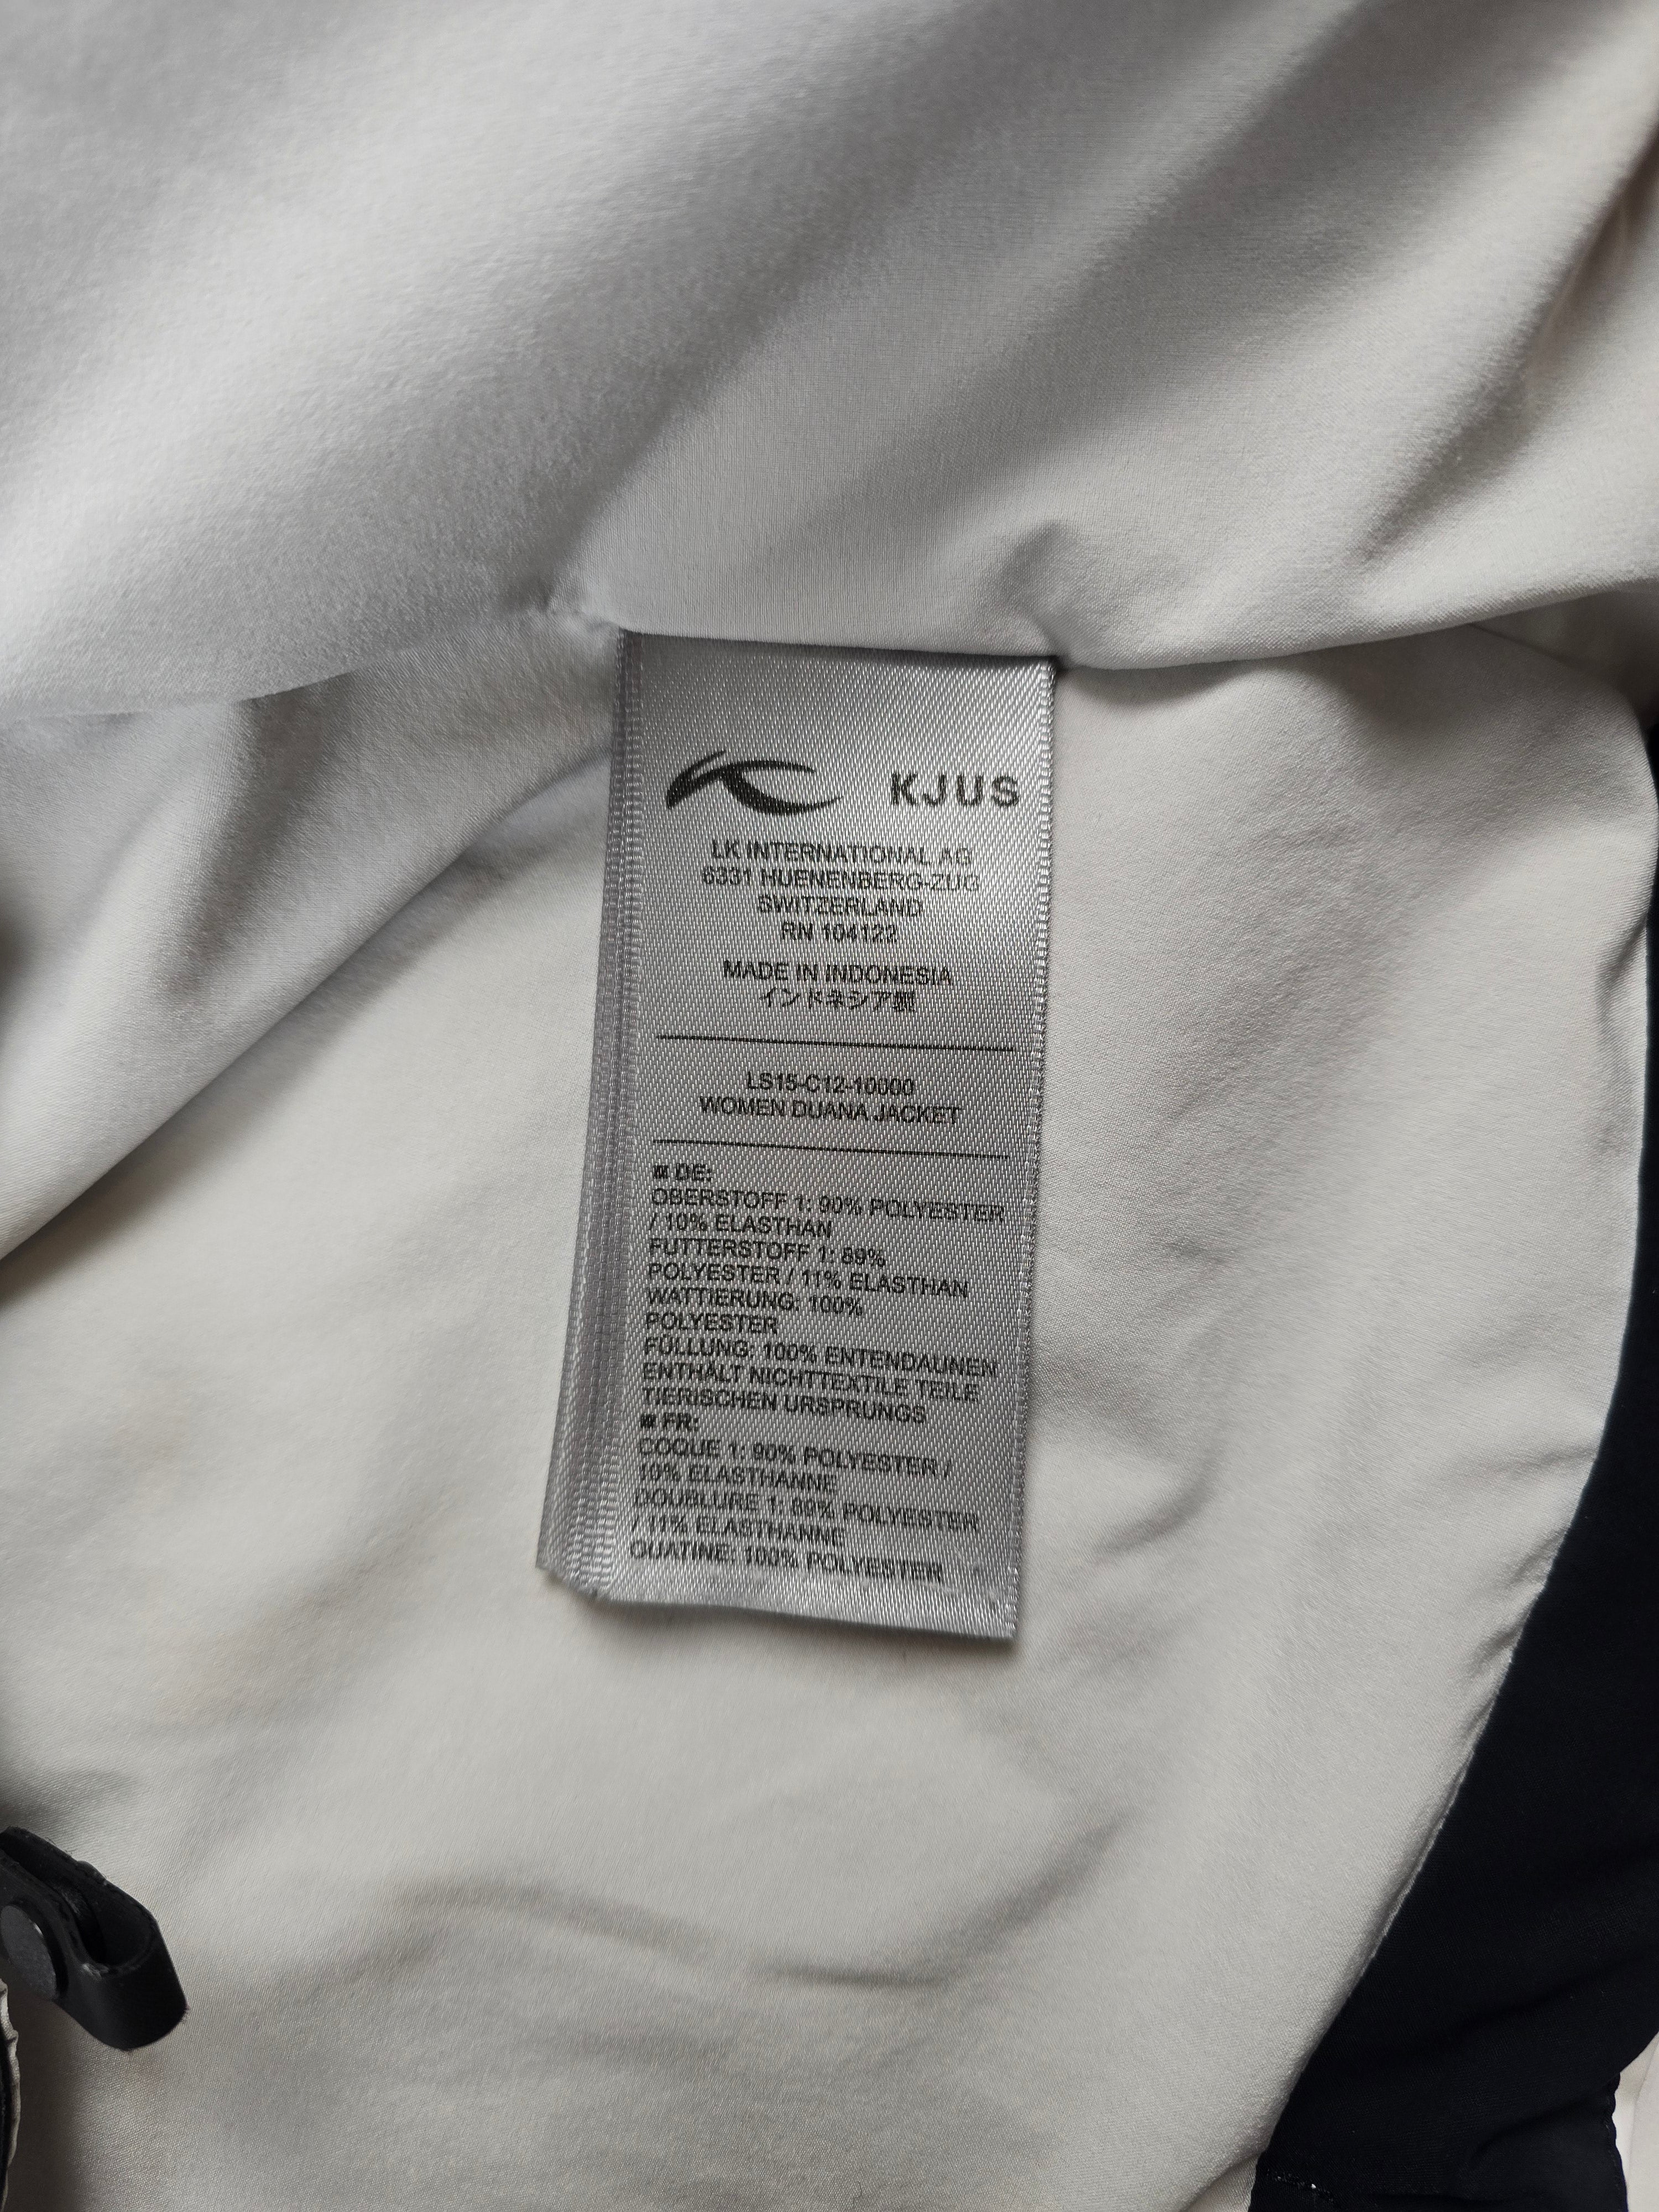 KJUS
LK INTERNATIONAL AG
6331 HUENENBERG-ZUG
SWITZERLAND
RN 104122
MADE IN INDONESIA
インドネシア製
LS15-C12-10000
WOMEN DUANA JACKET
DE:
OBERSTOFF 1: 90% POLYESTER
/ 10% ELASTHAN
FUTTERSTOFF 1: 89%
POLYESTER / 11% ELASTHAN
WATTIERUNG: 100%
POLYESTER
FÜLLUNG: 100% ENTENDAUNEN
ENTHÄLT NICHTTEXTILE TEILE
TIERISCHEN URSPRUNGS
FR:
COQUE 1: 90% POLYESTER /
10% ELASTHANNE
DOUBLURE 1: 89% POLYESTER
/ 11% ELASTHANNE
OUATINE: 100% POLYESTER